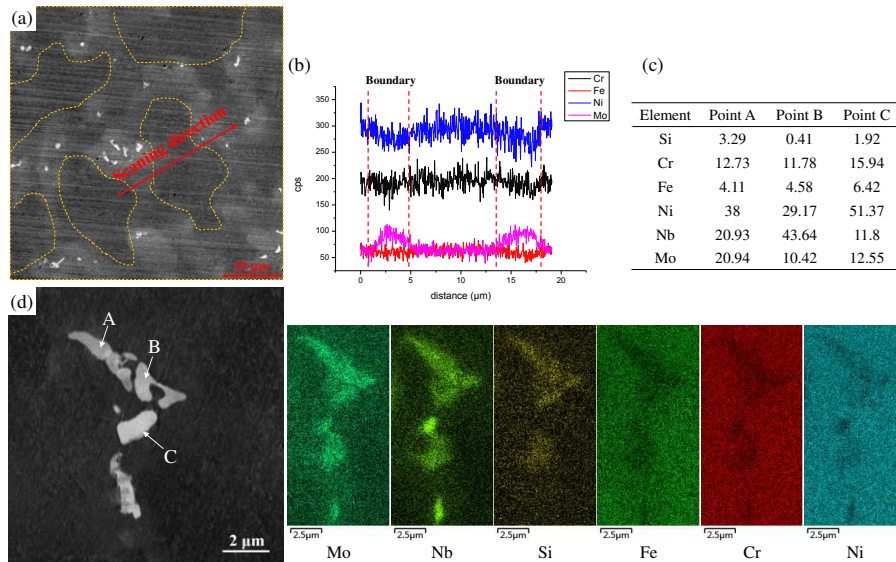 (a)
Scaning direction
10 μm
(b)
Boundary Boundary
Cr
Fe
Ni
Mo
350
300
250
200
150
100
50
cps
0 5 10 15 20
distance (μm)
(c)
Element Point A Point B Point C
Si 3.29 0.41 1.92
Cr 12.73 11.78 15.94
Fe 4.11 4.58 6.42
Ni 38 29.17 51.37
Nb 20.93 43.64 11.8
Mo 20.94 10.42 12.55
(d)
A
B
C
2 μm
2.5μm 2.5μm 2.5μm 2.5μm 2.5μm 2.5μm
Mo Nb Si Fe Cr Ni